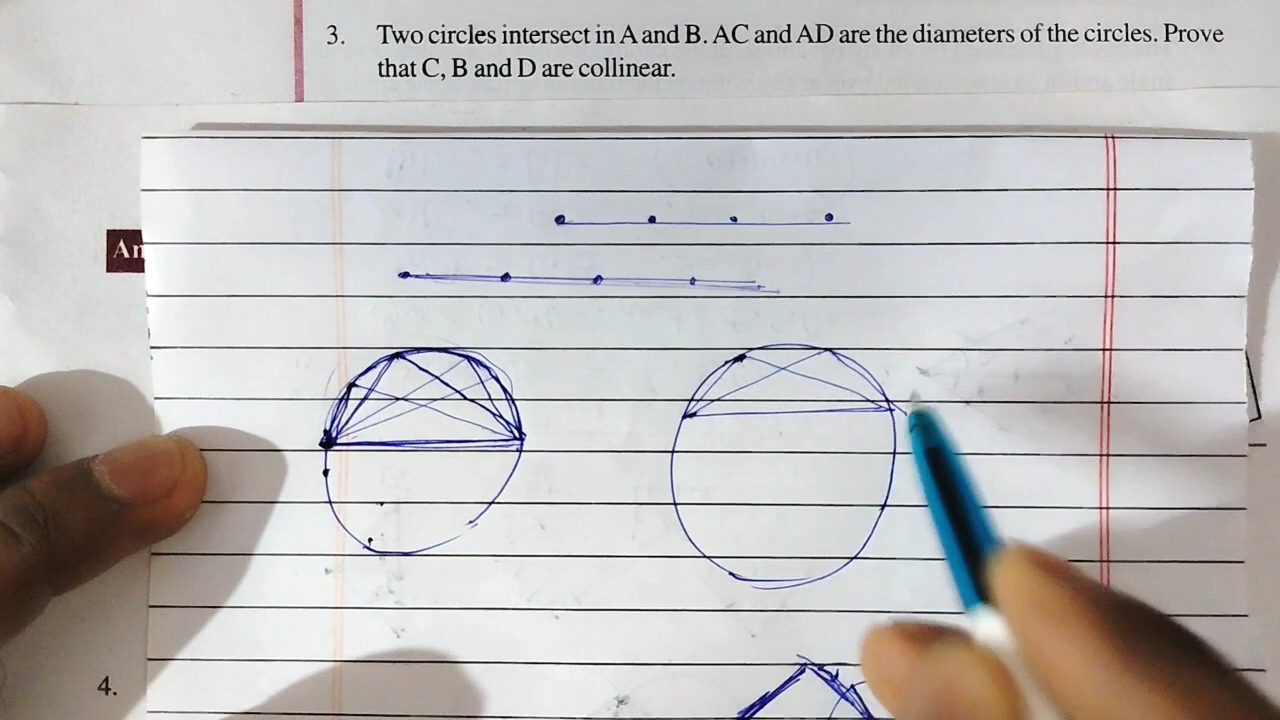 3. Two circles intersect in A and B. AC and AD are the diameters of the circles. Prove
that C, B and D are collinear.
An
4.